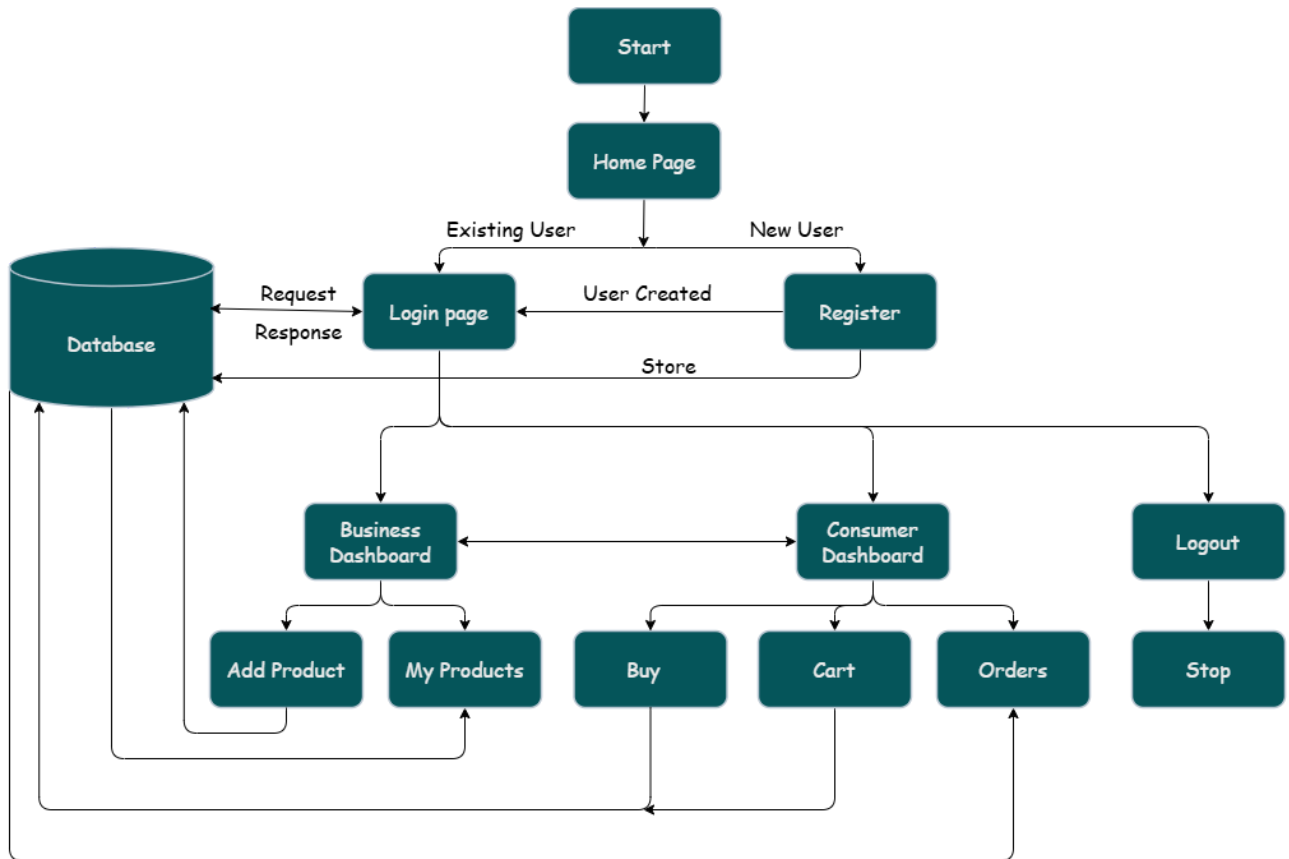 Start
Home Page
Existing User
New User
Request
Response
Login page
User Created
Register
Database
Store
Business
Dashboard
Consumer
Dashboard
Logout
Add Product
My Products
Buy
Cart
Orders
Stop